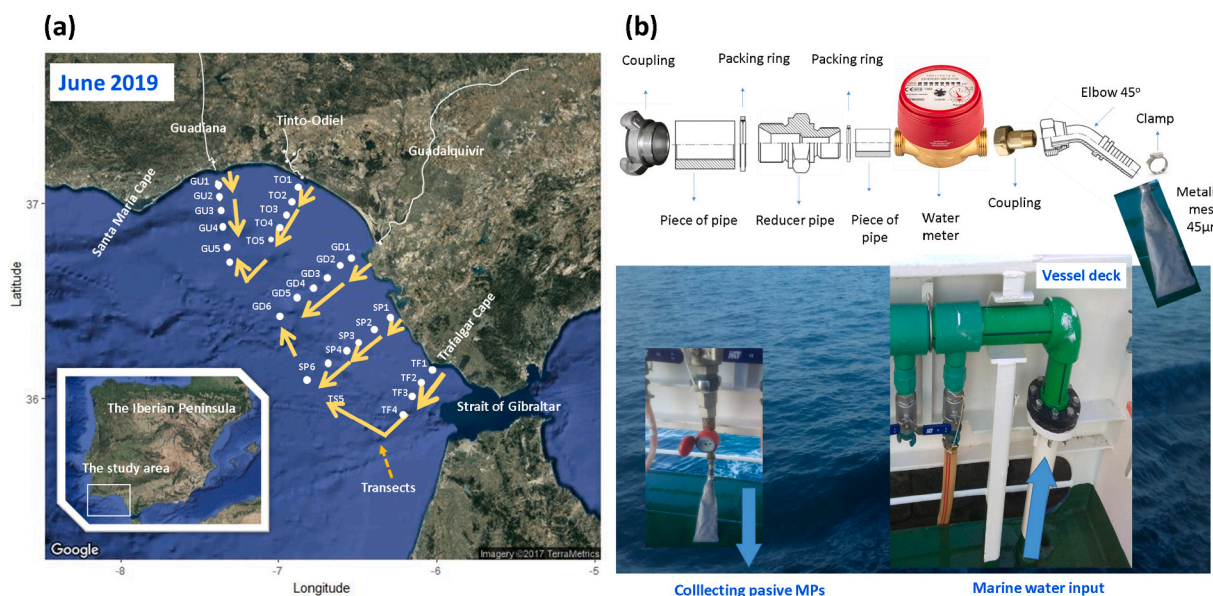 (a)
June 2019
Guadiana
Tinto-Odiel
Guadalquivir
Santa Maria Cape
GU1
GU2
GU3
GU4
GU5
TO1
TO2
TO3
TO4
TO5
GD1
GD2
GD3
GD4
GD5
GD6
SP1
SP2
SP3
SP4
SP6
TS5
TF1
TF2
TF3
TF4
Trafalgar Cape
Strait of Gibraltar
Transects
The Iberian Peninsula
The study area
Google
Imagery ©2017 TerraMetrics
37
36
Latitude
-8
-7
-6
-5
Longitude
(b)
Coupling
Packing ring
Packing ring
Elbow 45º
Clamp
Piece of pipe
Reducer pipe
Piece of
pipe
Water
meter
Coupling
Metalli
mes
45µr
Vessel deck
Colllecting pasive MPs
Marine water input